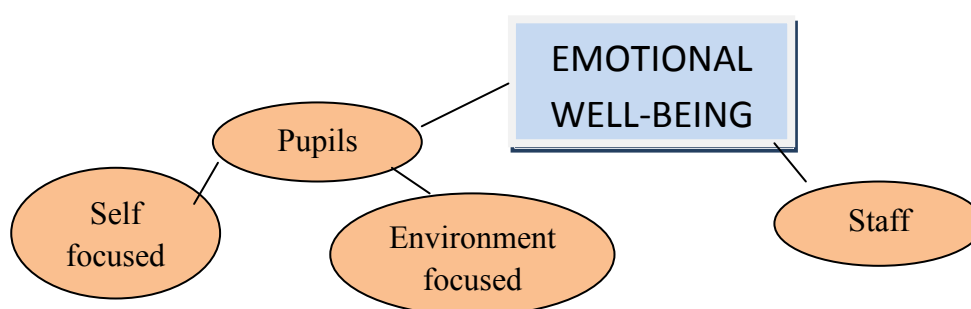 EMOTIONAL
WELL-BEING
Pupils
Self
focused
Environment
focused
Staff